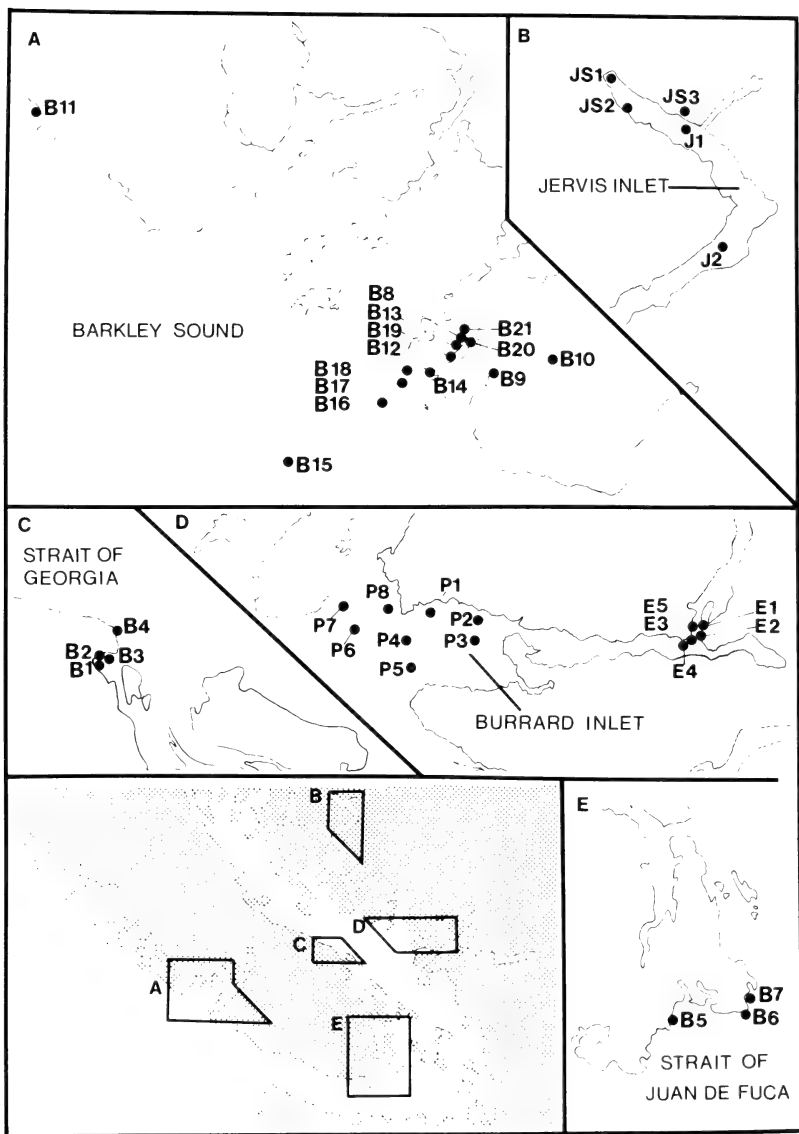 A
B11
BARKLEY SOUND
B8
B13
B19
B12
B18
B17
B16
B21
B20
B14
B9
B10
B15
B
JS1
JS2
JS3
J1
JERVIS INLET
J2
C
STRAIT OF
GEORGIA
B4
B2
B3
B1
D
P8
P1
P7
P2
P6
P4
P3
P5
BURRARD INLET
E5
E1
E3
E2
E4
B
D
C
A
E
E
B7
B5
B6
STRAIT OF
JUAN DE FUCA